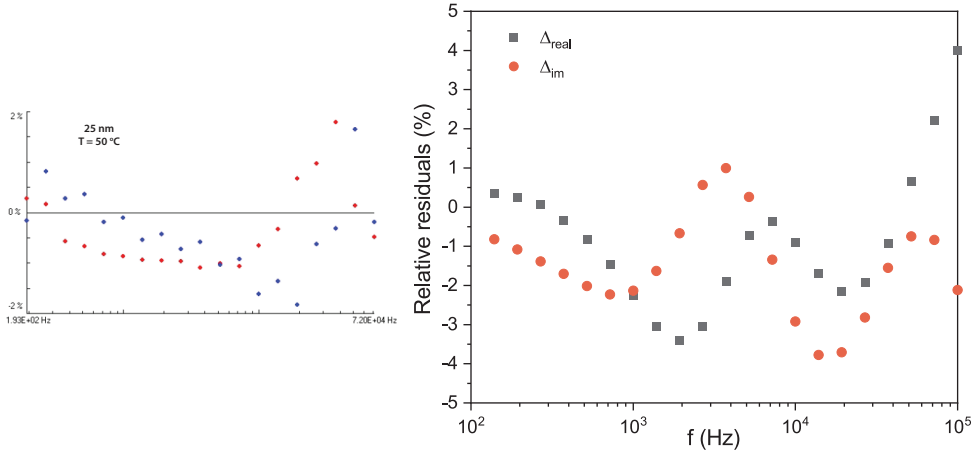 2 %
25 nm
T = 50 °C
0 %
-2 %
1.93E+02 Hz
7.20E+04 Hz
5
4
3
2
1
0
-1
-2
-3
-4
-5
Relative residuals (%)
Δreal
Δim
10²
10³
10⁴
10⁵
f (Hz)